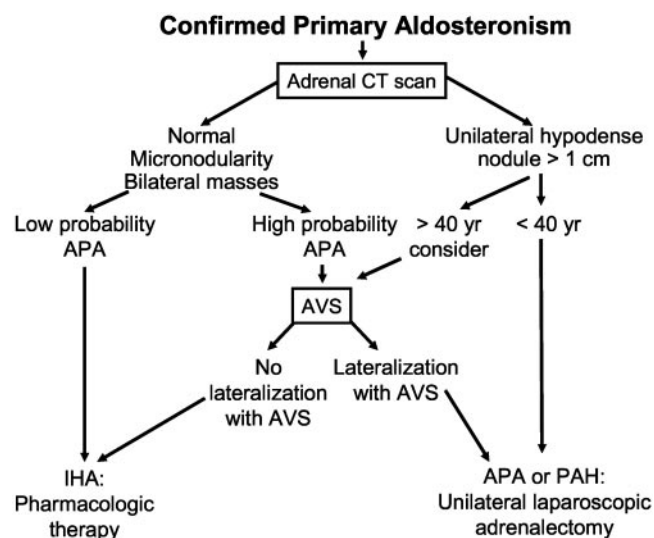 Confirmed Primary Aldosteronism
Adrenal CT scan
Normal
Micronodularity
Bilateral masses
Unilateral hypodense
nodule > 1 cm
Low probability
APA
High probability
APA
> 40 yr
consider
< 40 yr
AVS
No
lateralization
with AVS
Lateralization
with AVS
IHA:
Pharmacologic
therapy
APA or PAH:
Unilateral laparoscopic
adrenalectomy